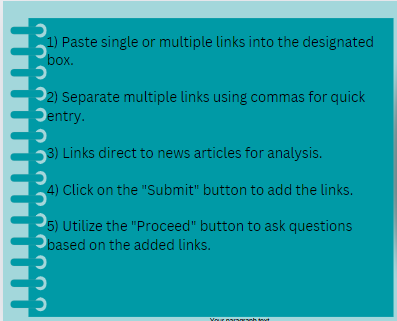 1) Paste single or multiple links into the designated
box.
2) Separate multiple links using commas for quick
entry.
3) Links direct to news articles for analysis.
4) Click on the "Submit" button to add the links.
5) Utilize the "Proceed" button to ask questions
based on the added links.
Your paragraph text